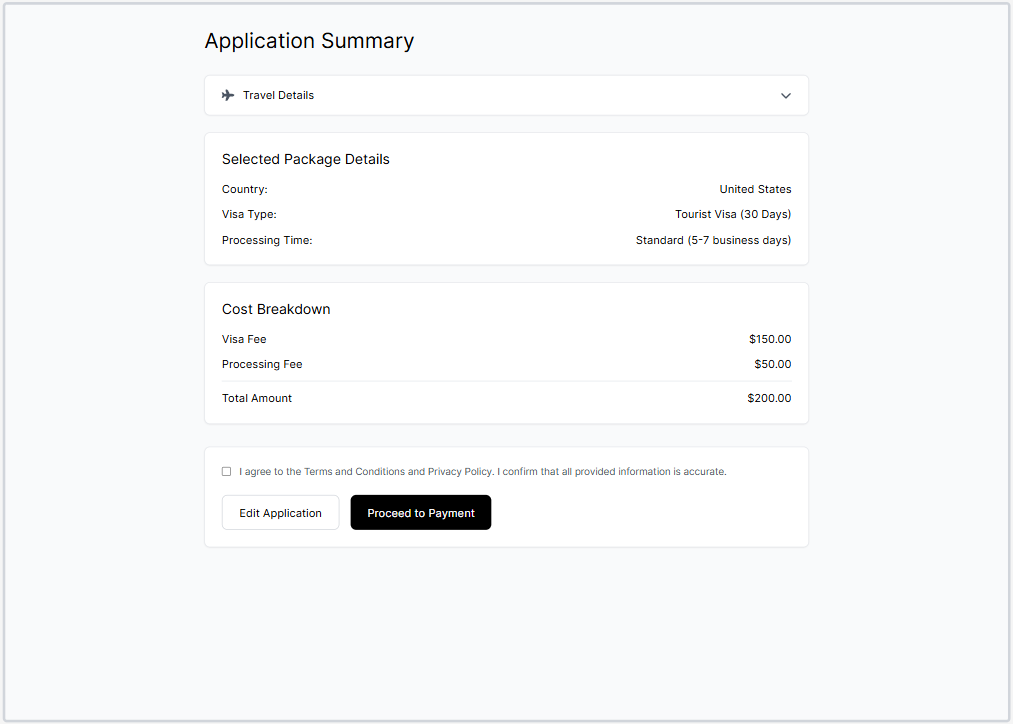 Application Summary
Travel Details
Selected Package Details
Country: United States
Visa Type: Tourist Visa (30 Days)
Processing Time: Standard (5-7 business days)
Cost Breakdown
Visa Fee $150.00
Processing Fee $50.00
Total Amount $200.00
I agree to the Terms and Conditions and Privacy Policy. I confirm that all provided information is accurate.
Edit Application Proceed to Payment